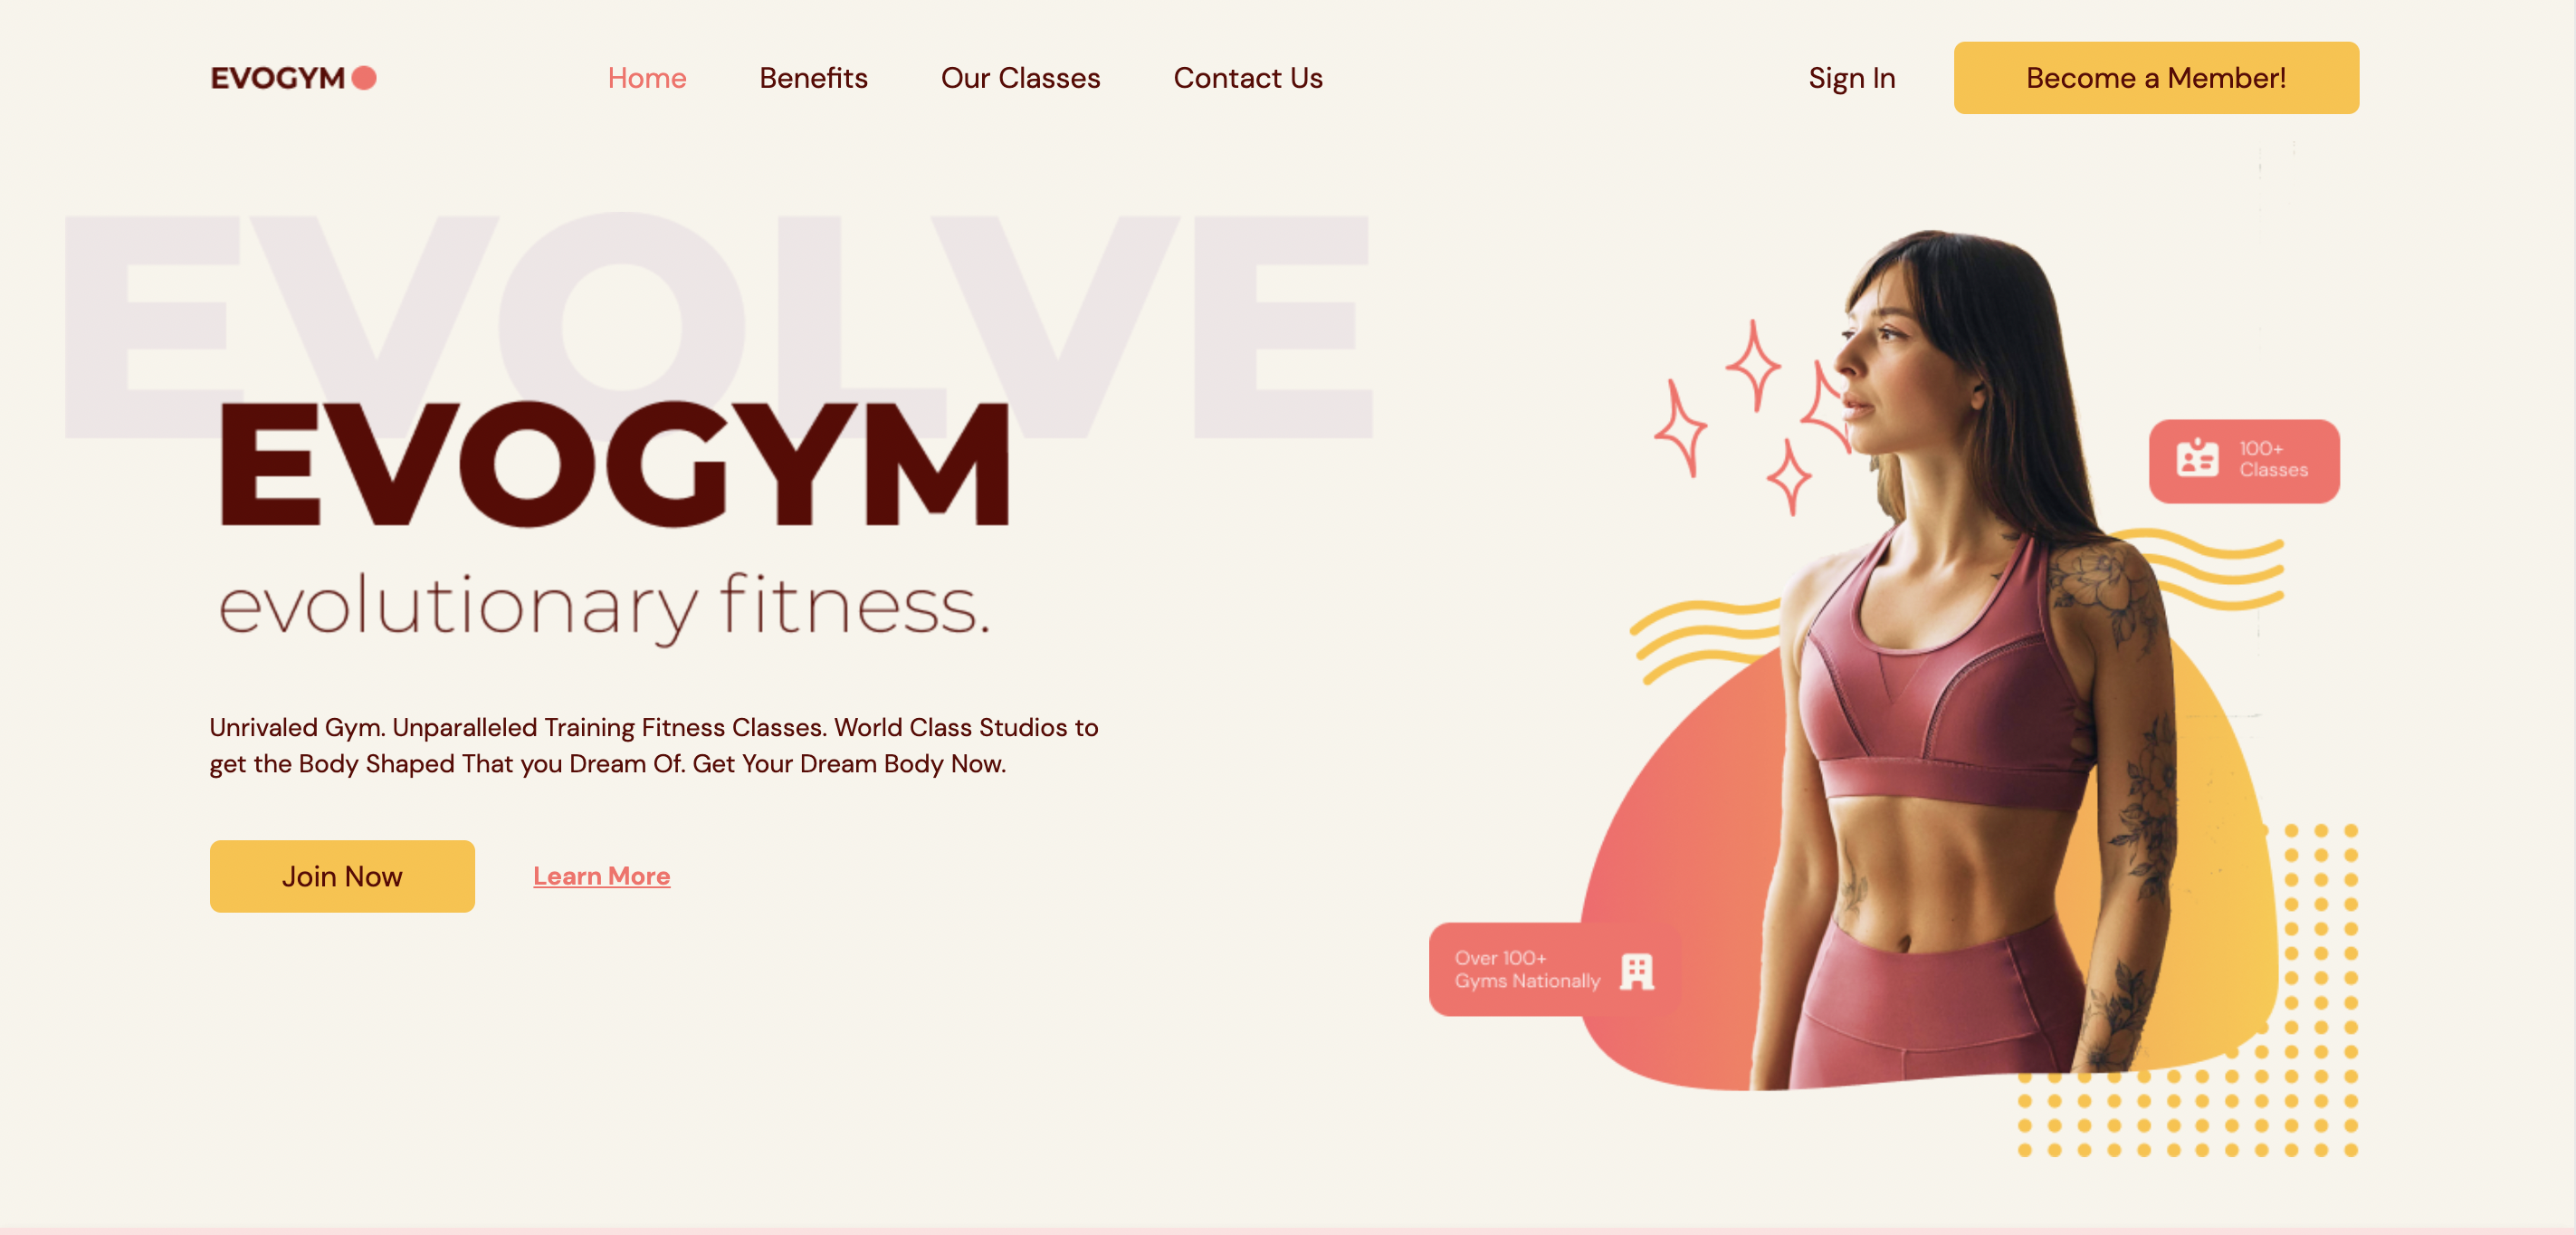 EVOGYM
Home
Benefits
Our Classes
Contact Us
Sign In
Become a Member!
EVOLVE
EVOGYM
evolutionary fitness.
Unrivaled Gym. Unparalleled Training Fitness Classes. World Class Studios to
get the Body Shaped That you Dream Of. Get Your Dream Body Now.
Join Now
Learn More
100+
Classes
Over 100+
Gyms Nationally